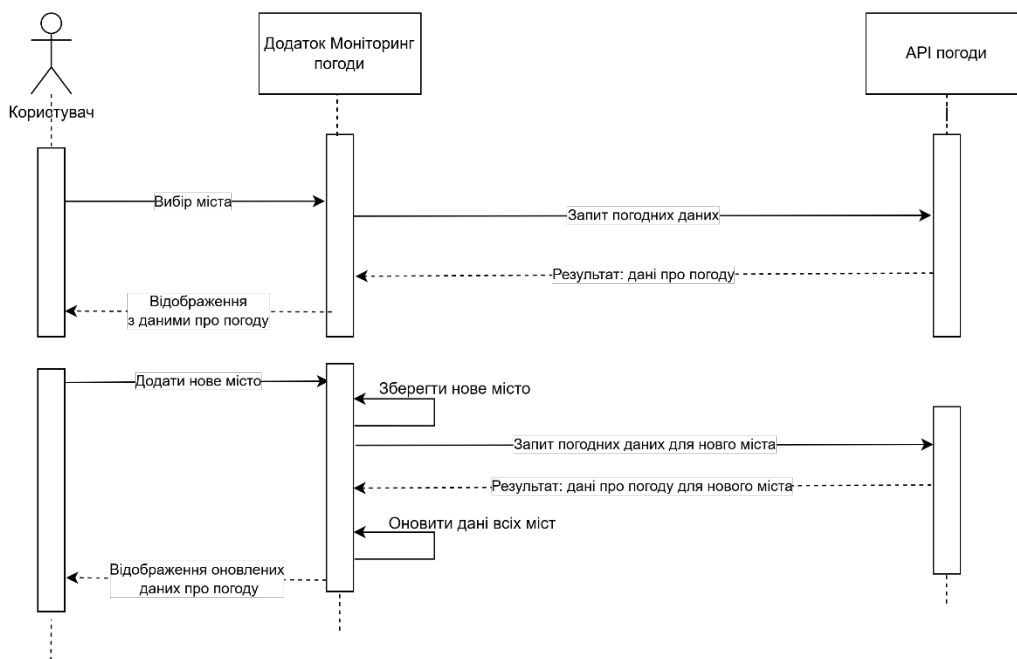 Додаток Моніторинг
погоди
API погоди
Користувач
Вибір міста
Запит погодних даних
Результат: дані про погоду
Відображення
з даними про погоду
Додати нове місто
Зберегти нове місто
Запит погодних даних для новго міста
Результат: дані про погоду для нового міста
Оновити дані всіх міст
Відображення оновлених
даних про погоду